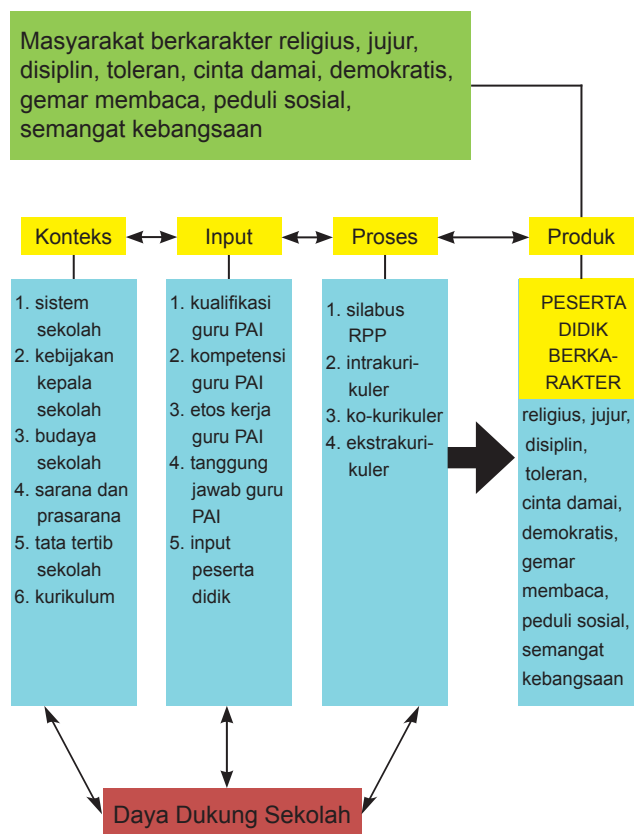 Masyarakat berkarakter religius, jujur,
disiplin, toleran, cinta damai, demokratis,
gemar membaca, peduli sosial,
semangat kebangsaan
Konteks
Input
Proses
Produk
1. sistem
sekolah
2. kebijakan
kepala
sekolah
3. budaya
sekolah
4. sarana dan
prasarana
5. tata tertib
sekolah
6. kurikulum
1. kualifikasi
guru PAI
2. kompetensi
guru PAI
3. etos kerja
guru PAI
4. tanggung
jawab guru
PAI
5. input
peserta
didik
1. silabus
RPP
2. intrakuri-
kuler
3. ko-kurikuler
4. ekstrakuri-
kuler
PESERTA
DIDIK
BERKA-
RAKTER
religius, jujur,
disiplin,
toleran,
cinta damai,
demokratis,
gemar
membaca,
peduli sosial,
semangat
kebangsaan
Daya Dukung Sekolah